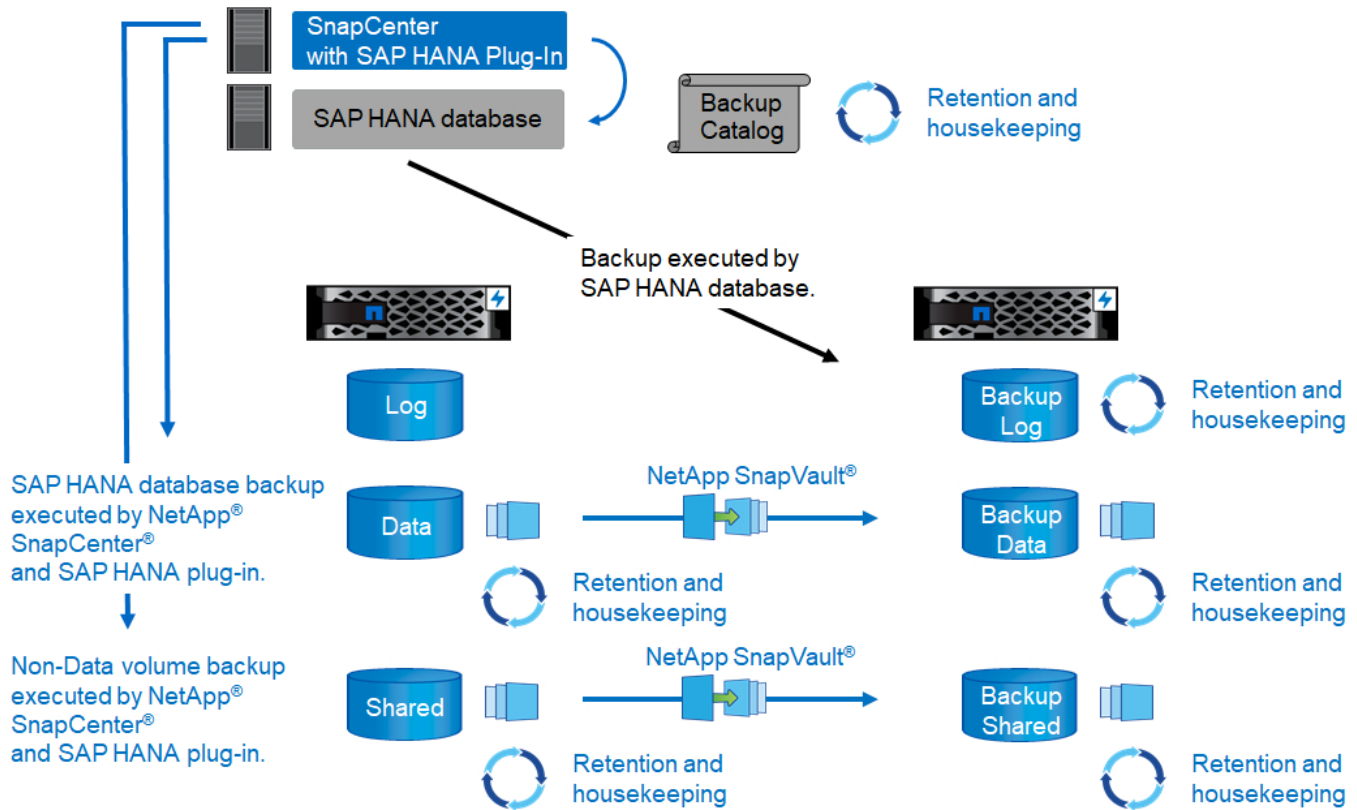 SnapCenter
with SAP HANA Plug-In
SAP HANA database
Backup
Catalog
Retention and
housekeeping
Backup executed by
SAP HANA database.
Log
Backup
Log
Retention and
housekeeping
SAP HANA database backup
executed by NetApp®
SnapCenter®
and SAP HANA plug-in.
Data
NetApp SnapVault®
Backup
Data
Retention and
housekeeping
Retention and
housekeeping
Non-Data volume backup
executed by NetApp®
SnapCenter®
and SAP HANA plug-in.
Shared
NetApp SnapVault®
Backup
Shared
Retention and
housekeeping
Retention and
housekeeping